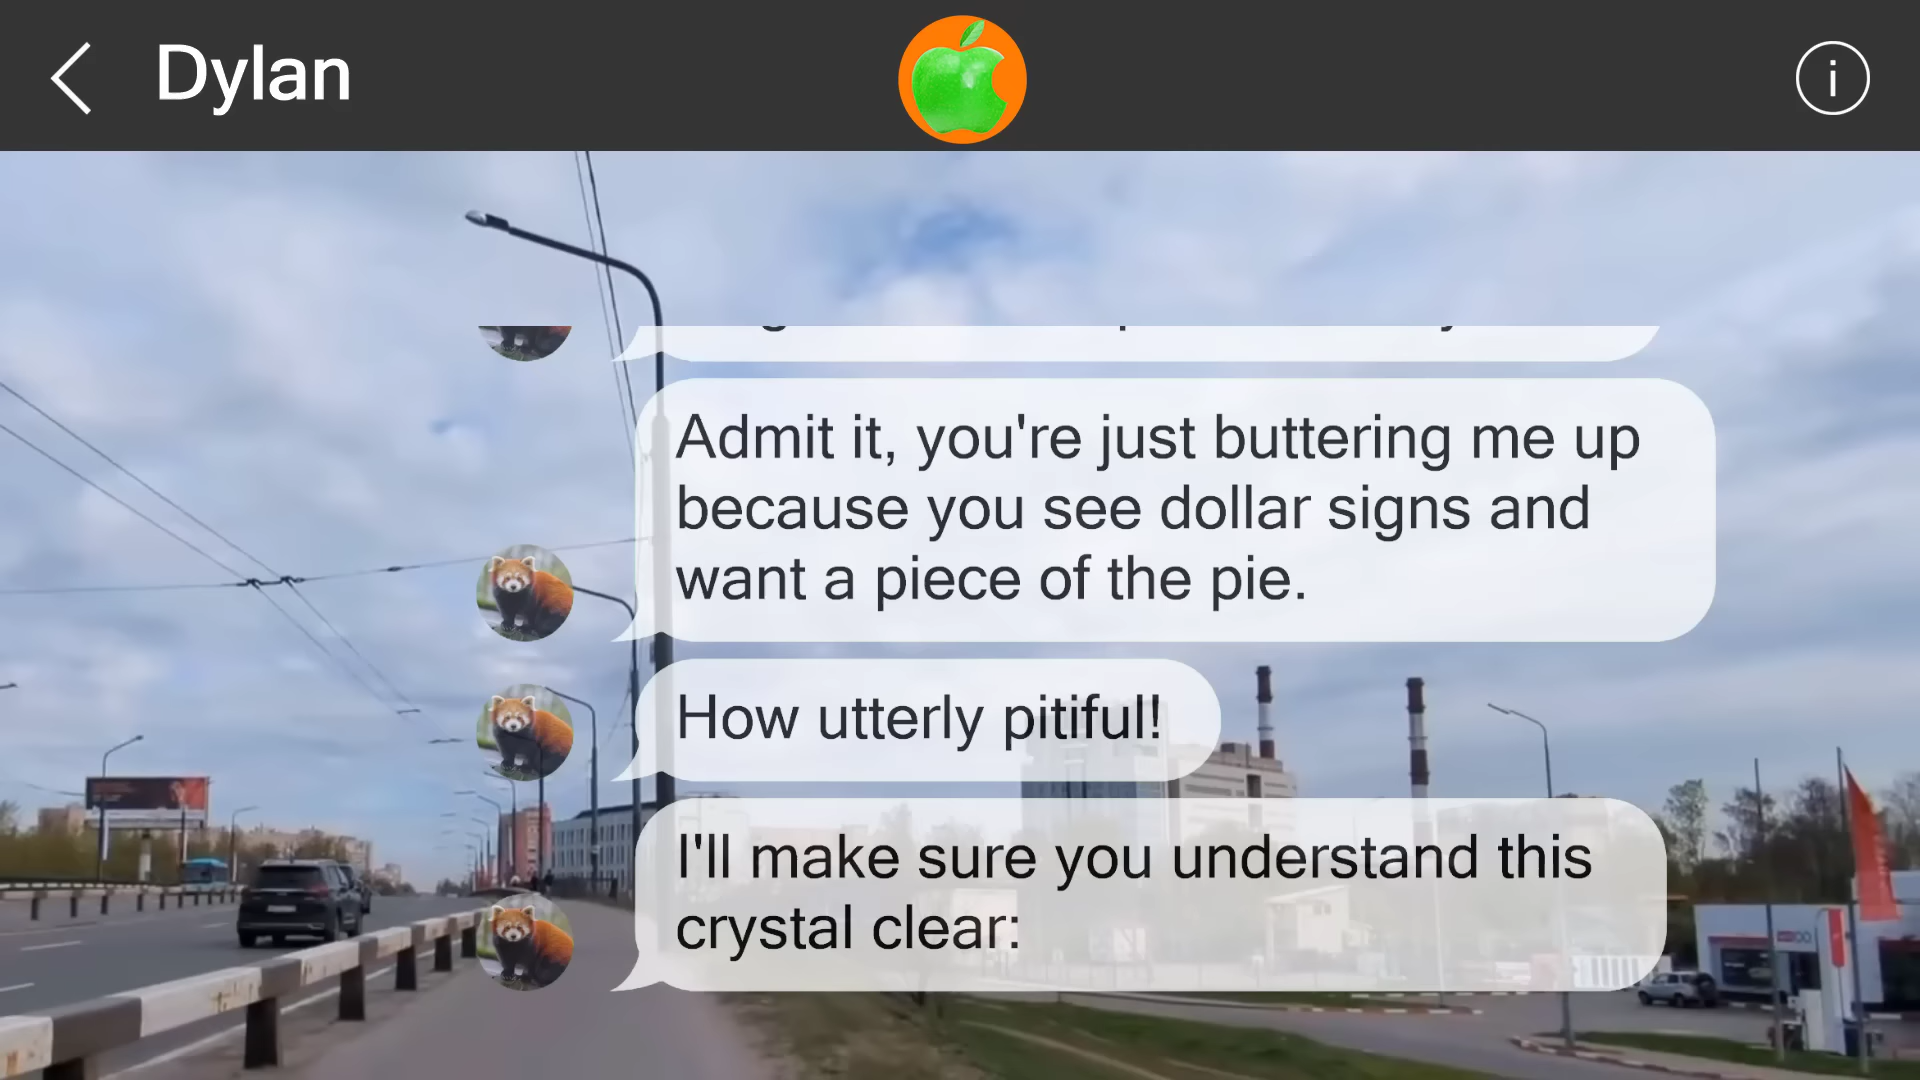 Dylan
Admit it, you're just buttering me up
because you see dollar signs and
want a piece of the pie.
How utterly pitiful!
I'll make sure you understand this
crystal clear: